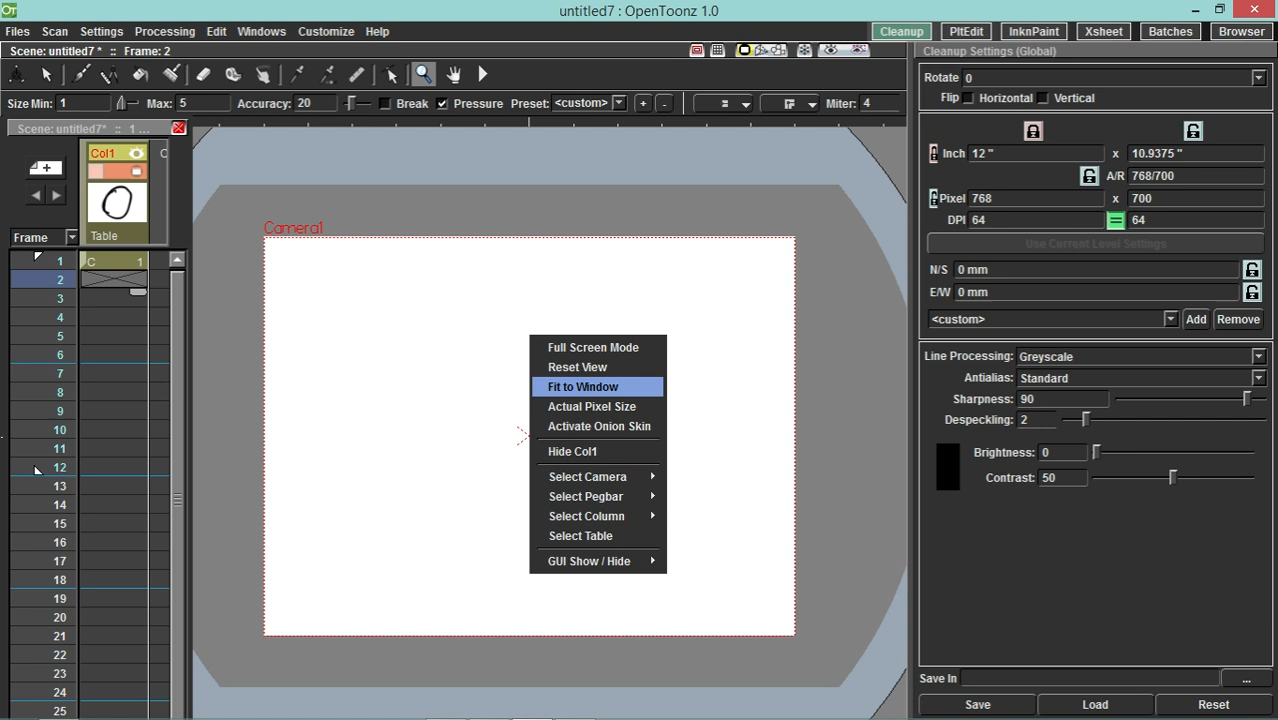 untitled7 : OpenToonz 1.0
Files Scan Settings Processing Edit Windows Customize Help
Cleanup PltEdit InknPaint Xsheet Batches Browser
Scene: untitled7 * :: Frame: 2
Cleanup Settings (Global)
Size Min: 1 Max: 5 Accuracy: 20 Break Pressure Preset: <custom> + - Miter: 4
Scene: untitled7* :: 1 ...
Col1
Table
Frame
C 1
1
2
3
4
5
6
7
8
9
10
11
12
13
14
15
16
17
18
19
20
21
22
23
24
25
Camera1
Full Screen Mode
Reset View
Fit to Window
Actual Pixel Size
Activate Onion Skin
Hide Col1
Select Camera
Select Pegbar
Select Column
Select Table
GUI Show / Hide
Rotate 0
Flip Horizontal Vertical
Inch 12 " x 10.9375 "
A/R 768/700
Pixel 768 x 700
DPI 64 64
Use Current Level Settings
N/S 0 mm
E/W 0 mm
<custom> Add Remove
Line Processing: Greyscale
Antialias: Standard
Sharpness: 90
Despeckling: 2
Brightness: 0
Contrast: 50
Save In ...
Save Load Reset